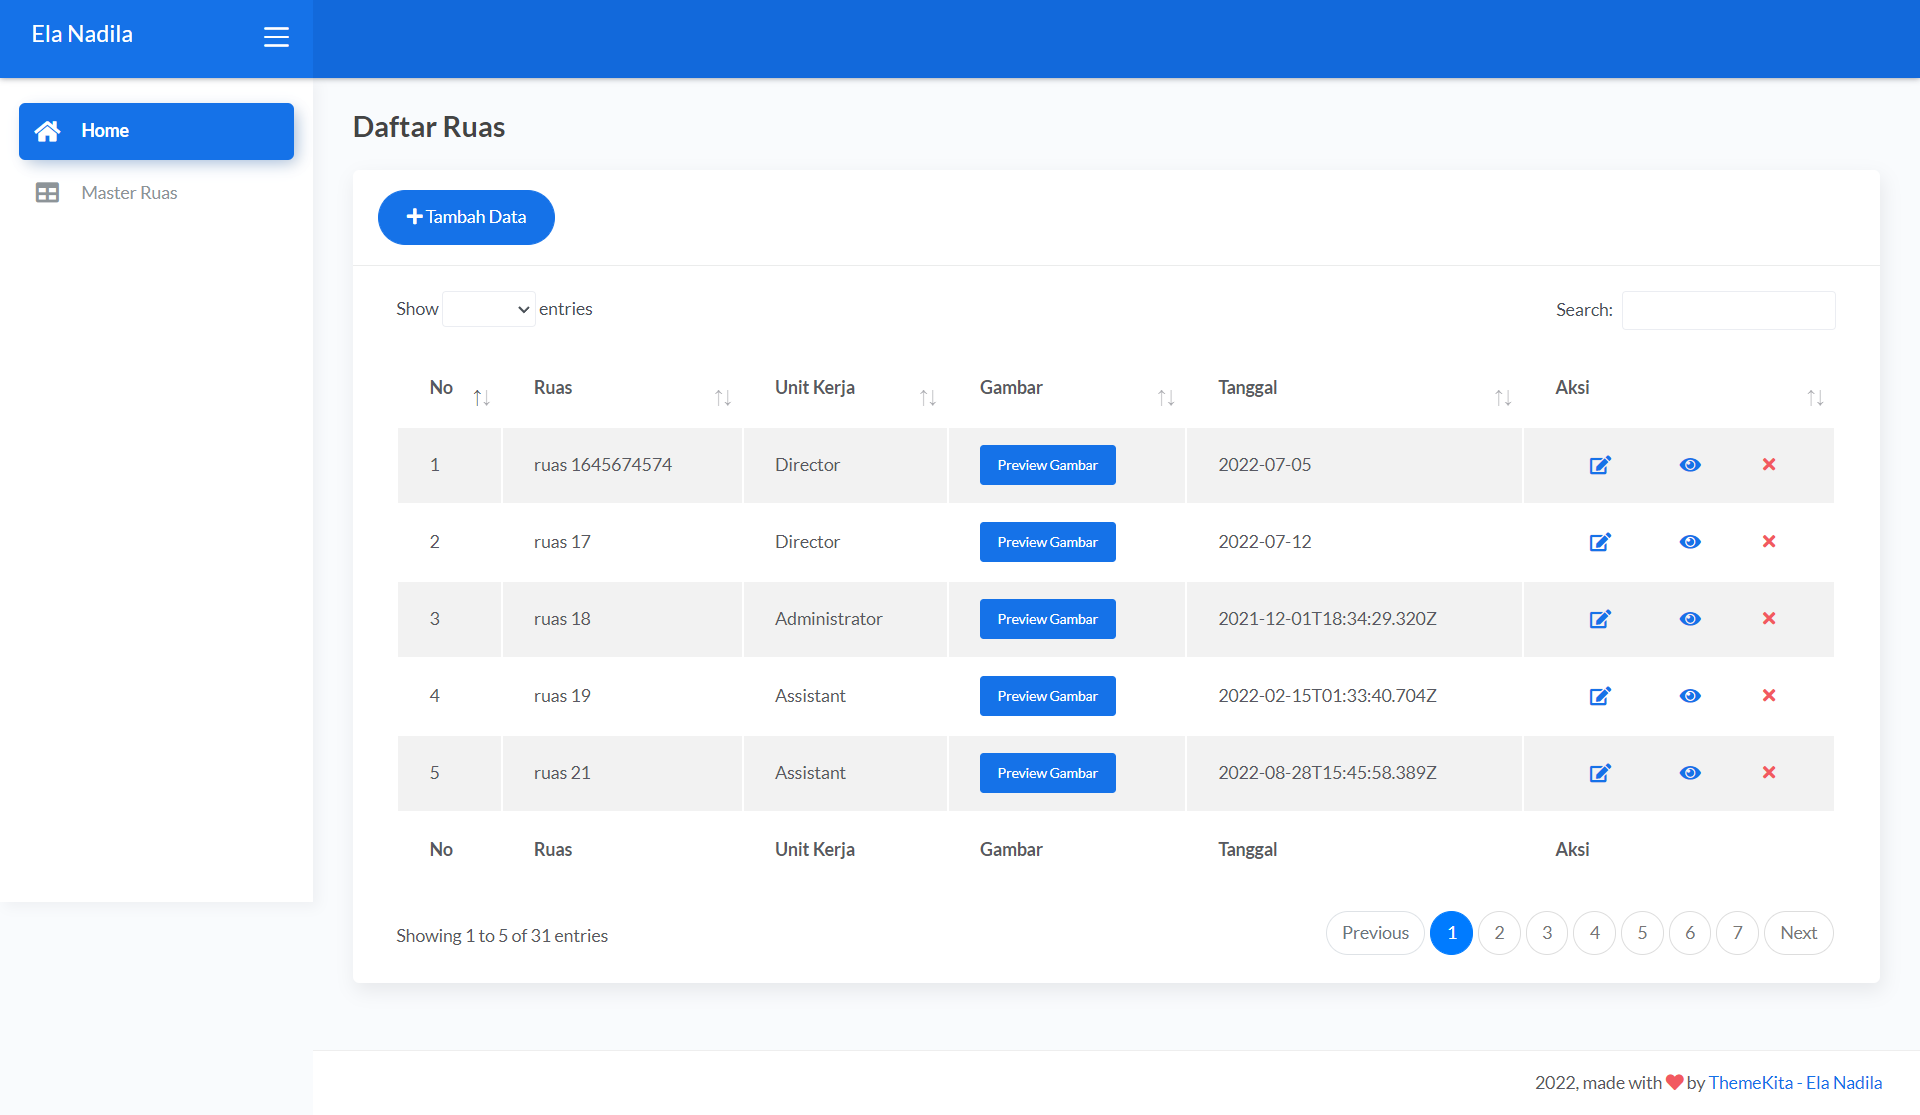 Ela Nadila
Home
Master Ruas
Daftar Ruas
Tambah Data
Show entries Search:
No Ruas Unit Kerja Gambar Tanggal Aksi
1 ruas 1645674574 Director Preview Gambar 2022-07-05
2 ruas 17 Director Preview Gambar 2022-07-12
3 ruas 18 Administrator Preview Gambar 2021-12-01T18:34:29.320Z
4 ruas 19 Assistant Preview Gambar 2022-02-15T01:33:40.704Z
5 ruas 21 Assistant Preview Gambar 2022-08-28T15:45:58.389Z
No Ruas Unit Kerja Gambar Tanggal Aksi
Showing 1 to 5 of 31 entries Previous 1 2 3 4 5 6 7 Next
2022, made with by ThemeKita - Ela Nadila